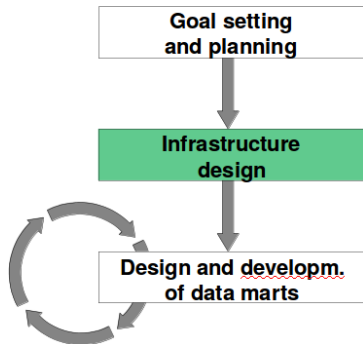 Goal setting
and planning
Infrastructure
design
Design and developm.
of data marts